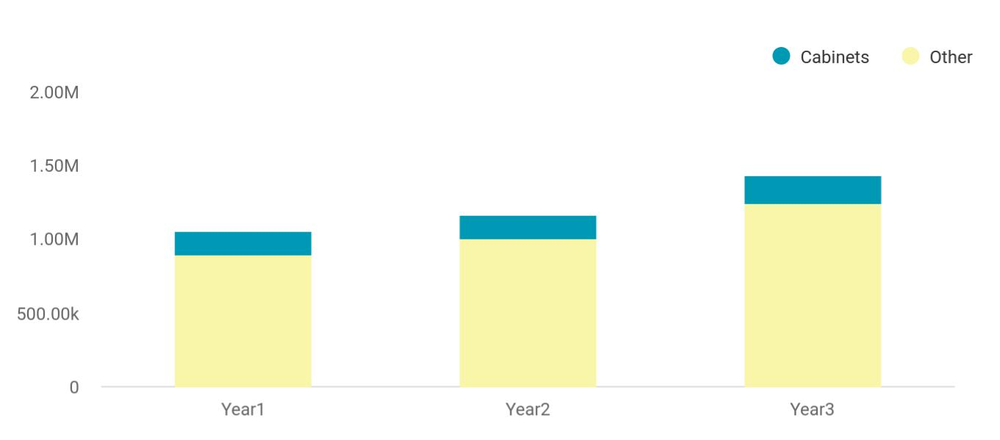 Cabinets Other
2.00M
1.50M
1.00M
500.00k
0
Year1 Year2 Year3